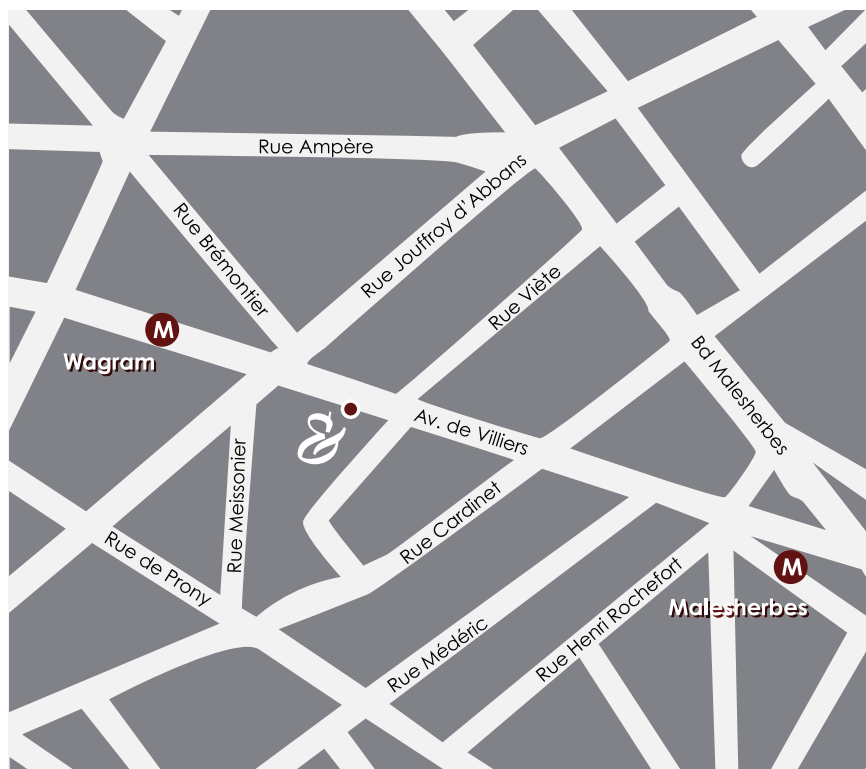 Rue Ampère
Rue Jouffroy d'Abbans
Rue Brémontier
Rue Viète
M
Wagram
Bd Malesherbes
&
Av. de Villiers
Rue Meissonier
Rue Cardinet
Rue de Prony
M
Malesherbes
Rue Henri Rochefort
Rue Médéric